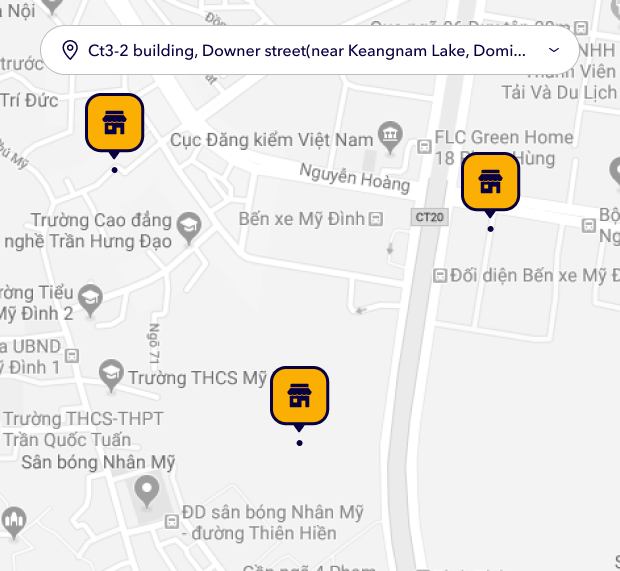 Nội
Ct3-2 building, Downer street(near Keangnam Lake, Domi...
NHH
trước
Thành Viên
Tải Và Du Lịch
Trí Đức
Cục Đăng kiểm Việt Nam
FLC Green Home
18 Phạm Hùng
Nguyễn Hoàng
Trường Cao đẳng
nghề Trần Hưng Đạo
Bến xe Mỹ Đình
CT20
Bộ
Ng
Đối diện Bến xe Mỹ Đ
ờng Tiểu
Mỹ Đình 2
Ngõ 71
a UBND
ỹ Đình 1
Trường THCS Mỹ
Trường THCS-THPT
Trần Quốc Tuấn
Sân bóng Nhân Mỹ
ĐD sân bóng Nhân Mỹ
- đường Thiên Hiền